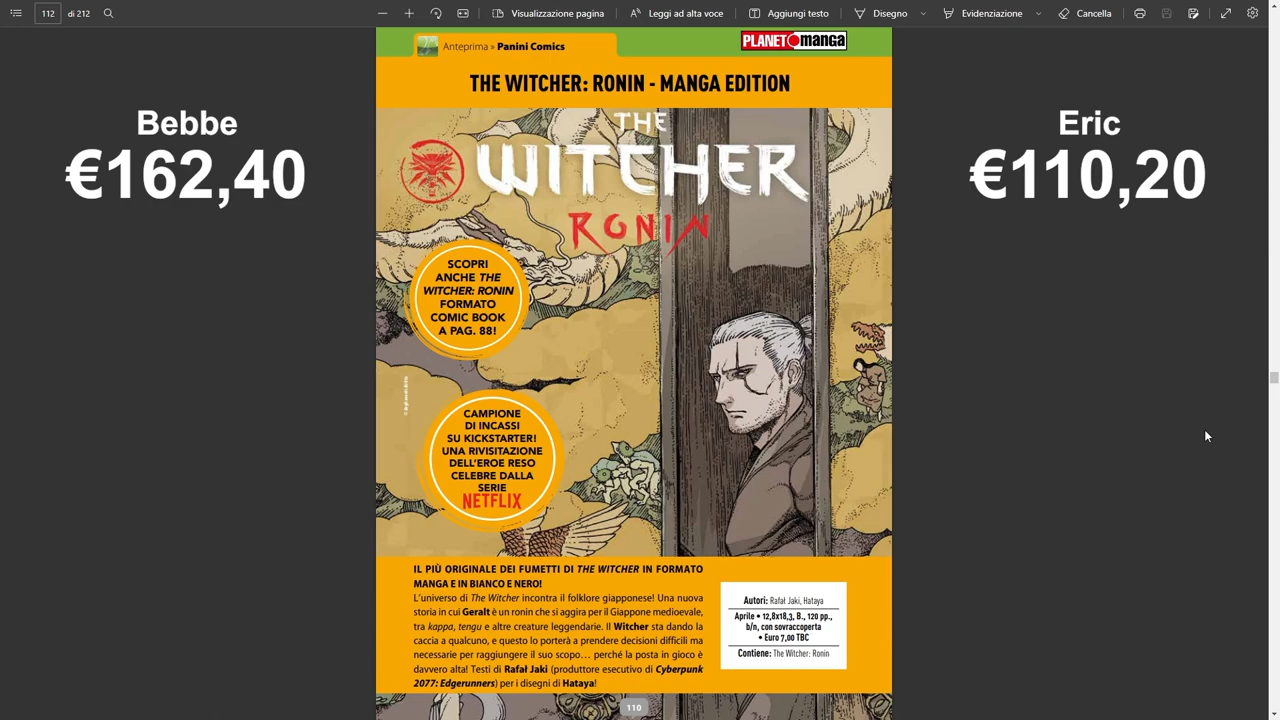 112 di 212
Visualizzazione pagina
Leggi ad alta voce
Aggiungi testo
Disegno
Evidenziazione
Cancella
Anteprima » Panini Comics
PLANET manga
THE WITCHER: RONIN - MANGA EDITION
Bebbe
€162,40
Eric
€110,20
THE
WITCHER
RONIN
SCOPRI
ANCHE THE
WITCHER: RONIN
FORMATO
COMIC BOOK
A PAG. 88!
CAMPIONE
DI INCASSI
SU KICKSTARTER!
UNA RIVISITAZIONE
DELL'EROE RESO
CELEBRE DALLA
SERIE
NETFLIX
IL PIÙ ORIGINALE DEI FUMETTI DI THE WITCHER IN FORMATO
MANGA E IN BIANCO E NERO!
L'universo di The Witcher incontra il folklore giapponese! Una nuova
storia in cui Geralt è un ronin che si aggira per il Giappone medioevale,
tra kappa, tengu e altre creature leggendarie. Il Witcher sta dando la
caccia a qualcuno, e questo lo porterà a prendere decisioni difficili ma
necessarie per raggiungere il suo scopo… perché la posta in gioco è
davvero alta! Testi di Rafał Jaki (produttore esecutivo di Cyberpunk
2077: Edgerunners) per i disegni di Hataya!
Autori: Rafał Jaki, Hataya
Aprile • 12,8x18,3, B., 120 pp.,
b/n, con sovraccoperta
• Euro 7,00 TBC
Contiene: The Witcher: Ronin
110